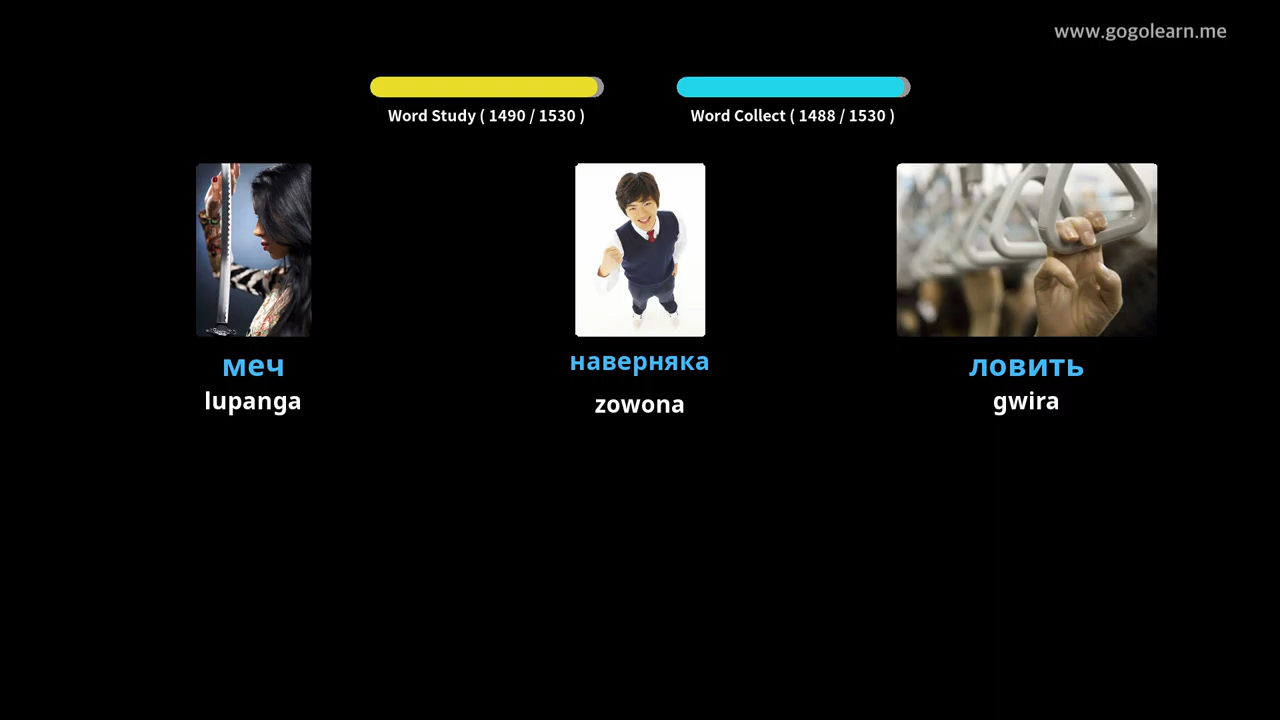 www.gogolearn.me
Word Study ( 1490 / 1530 )
Word Collect ( 1488 / 1530 )
меч
lupanga
наверняка
zowona
ловить
gwira